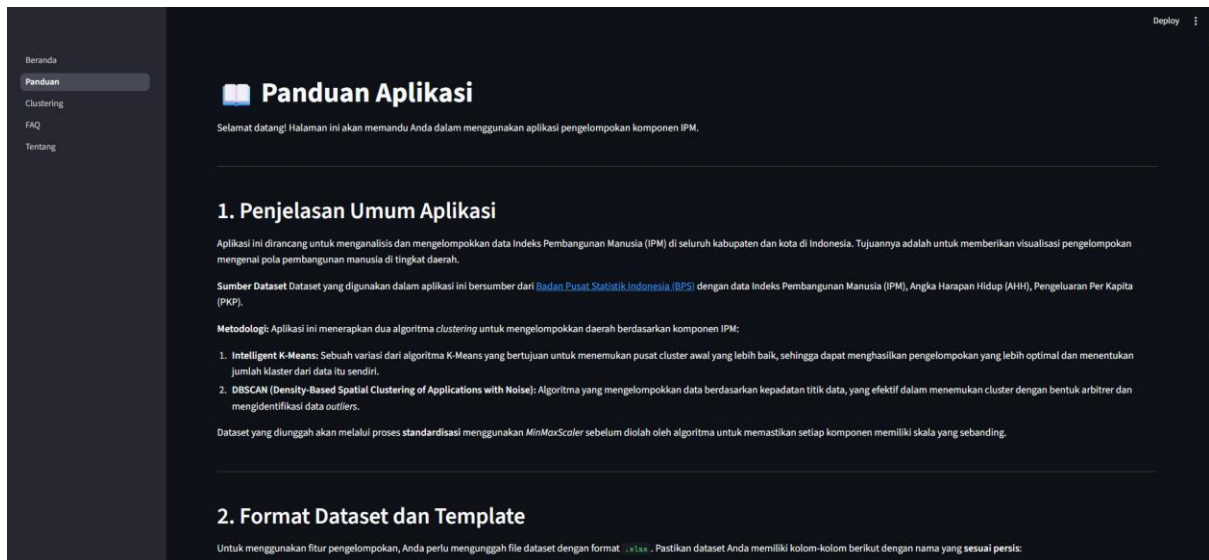 Deploy
Beranda
Panduan
Clustering
FAQ
Tentang
Panduan Aplikasi
Selamat datang! Halaman ini akan memandu Anda dalam menggunakan aplikasi pengelompokan komponen IPM.
1. Penjelasan Umum Aplikasi
Aplikasi ini dirancang untuk menganalisis dan mengelompokkan data Indeks Pembangunan Manusia (IPM) di seluruh kabupaten dan kota di Indonesia. Tujuannya adalah untuk memberikan visualisasi pengelompokan
mengenai pola pembangunan manusia di tingkat daerah.
Sumber Dataset Dataset yang digunakan dalam aplikasi ini bersumber dari Badan Pusat Statistik Indonesia (BPS) dengan data Indeks Pembangunan Manusia (IPM), Angka Harapan Hidup (AHH), Pengeluaran Per Kapita
(PKP).
Metodologi: Aplikasi ini menerapkan dua algoritma clustering untuk mengelompokkan daerah berdasarkan komponen IPM:
1. Intelligent K-Means: Sebuah variasi dari algoritma K-Means yang bertujuan untuk menemukan pusat cluster awal yang lebih baik, sehingga dapat menghasilkan pengelompokan yang lebih optimal dan menentukan
jumlah klaster dari data itu sendiri.
2. DBSCAN (Density-Based Spatial Clustering of Applications with Noise): Algoritma yang mengelompokkan data berdasarkan kepadatan titik data, yang efektif dalam menemukan cluster dengan bentuk arbitrer dan
mengidentifikasi data outliers.
Dataset yang diunggah akan melalui proses standardisasi menggunakan MinMaxScaler sebelum diolah oleh algoritma untuk memastikan setiap komponen memiliki skala yang sebanding.
2. Format Dataset dan Template
Untuk menggunakan fitur pengelompokan, Anda perlu mengunggah file dataset dengan format .xlsx. Pastikan dataset Anda memiliki kolom-kolom berikut dengan nama yang sesuai persis: